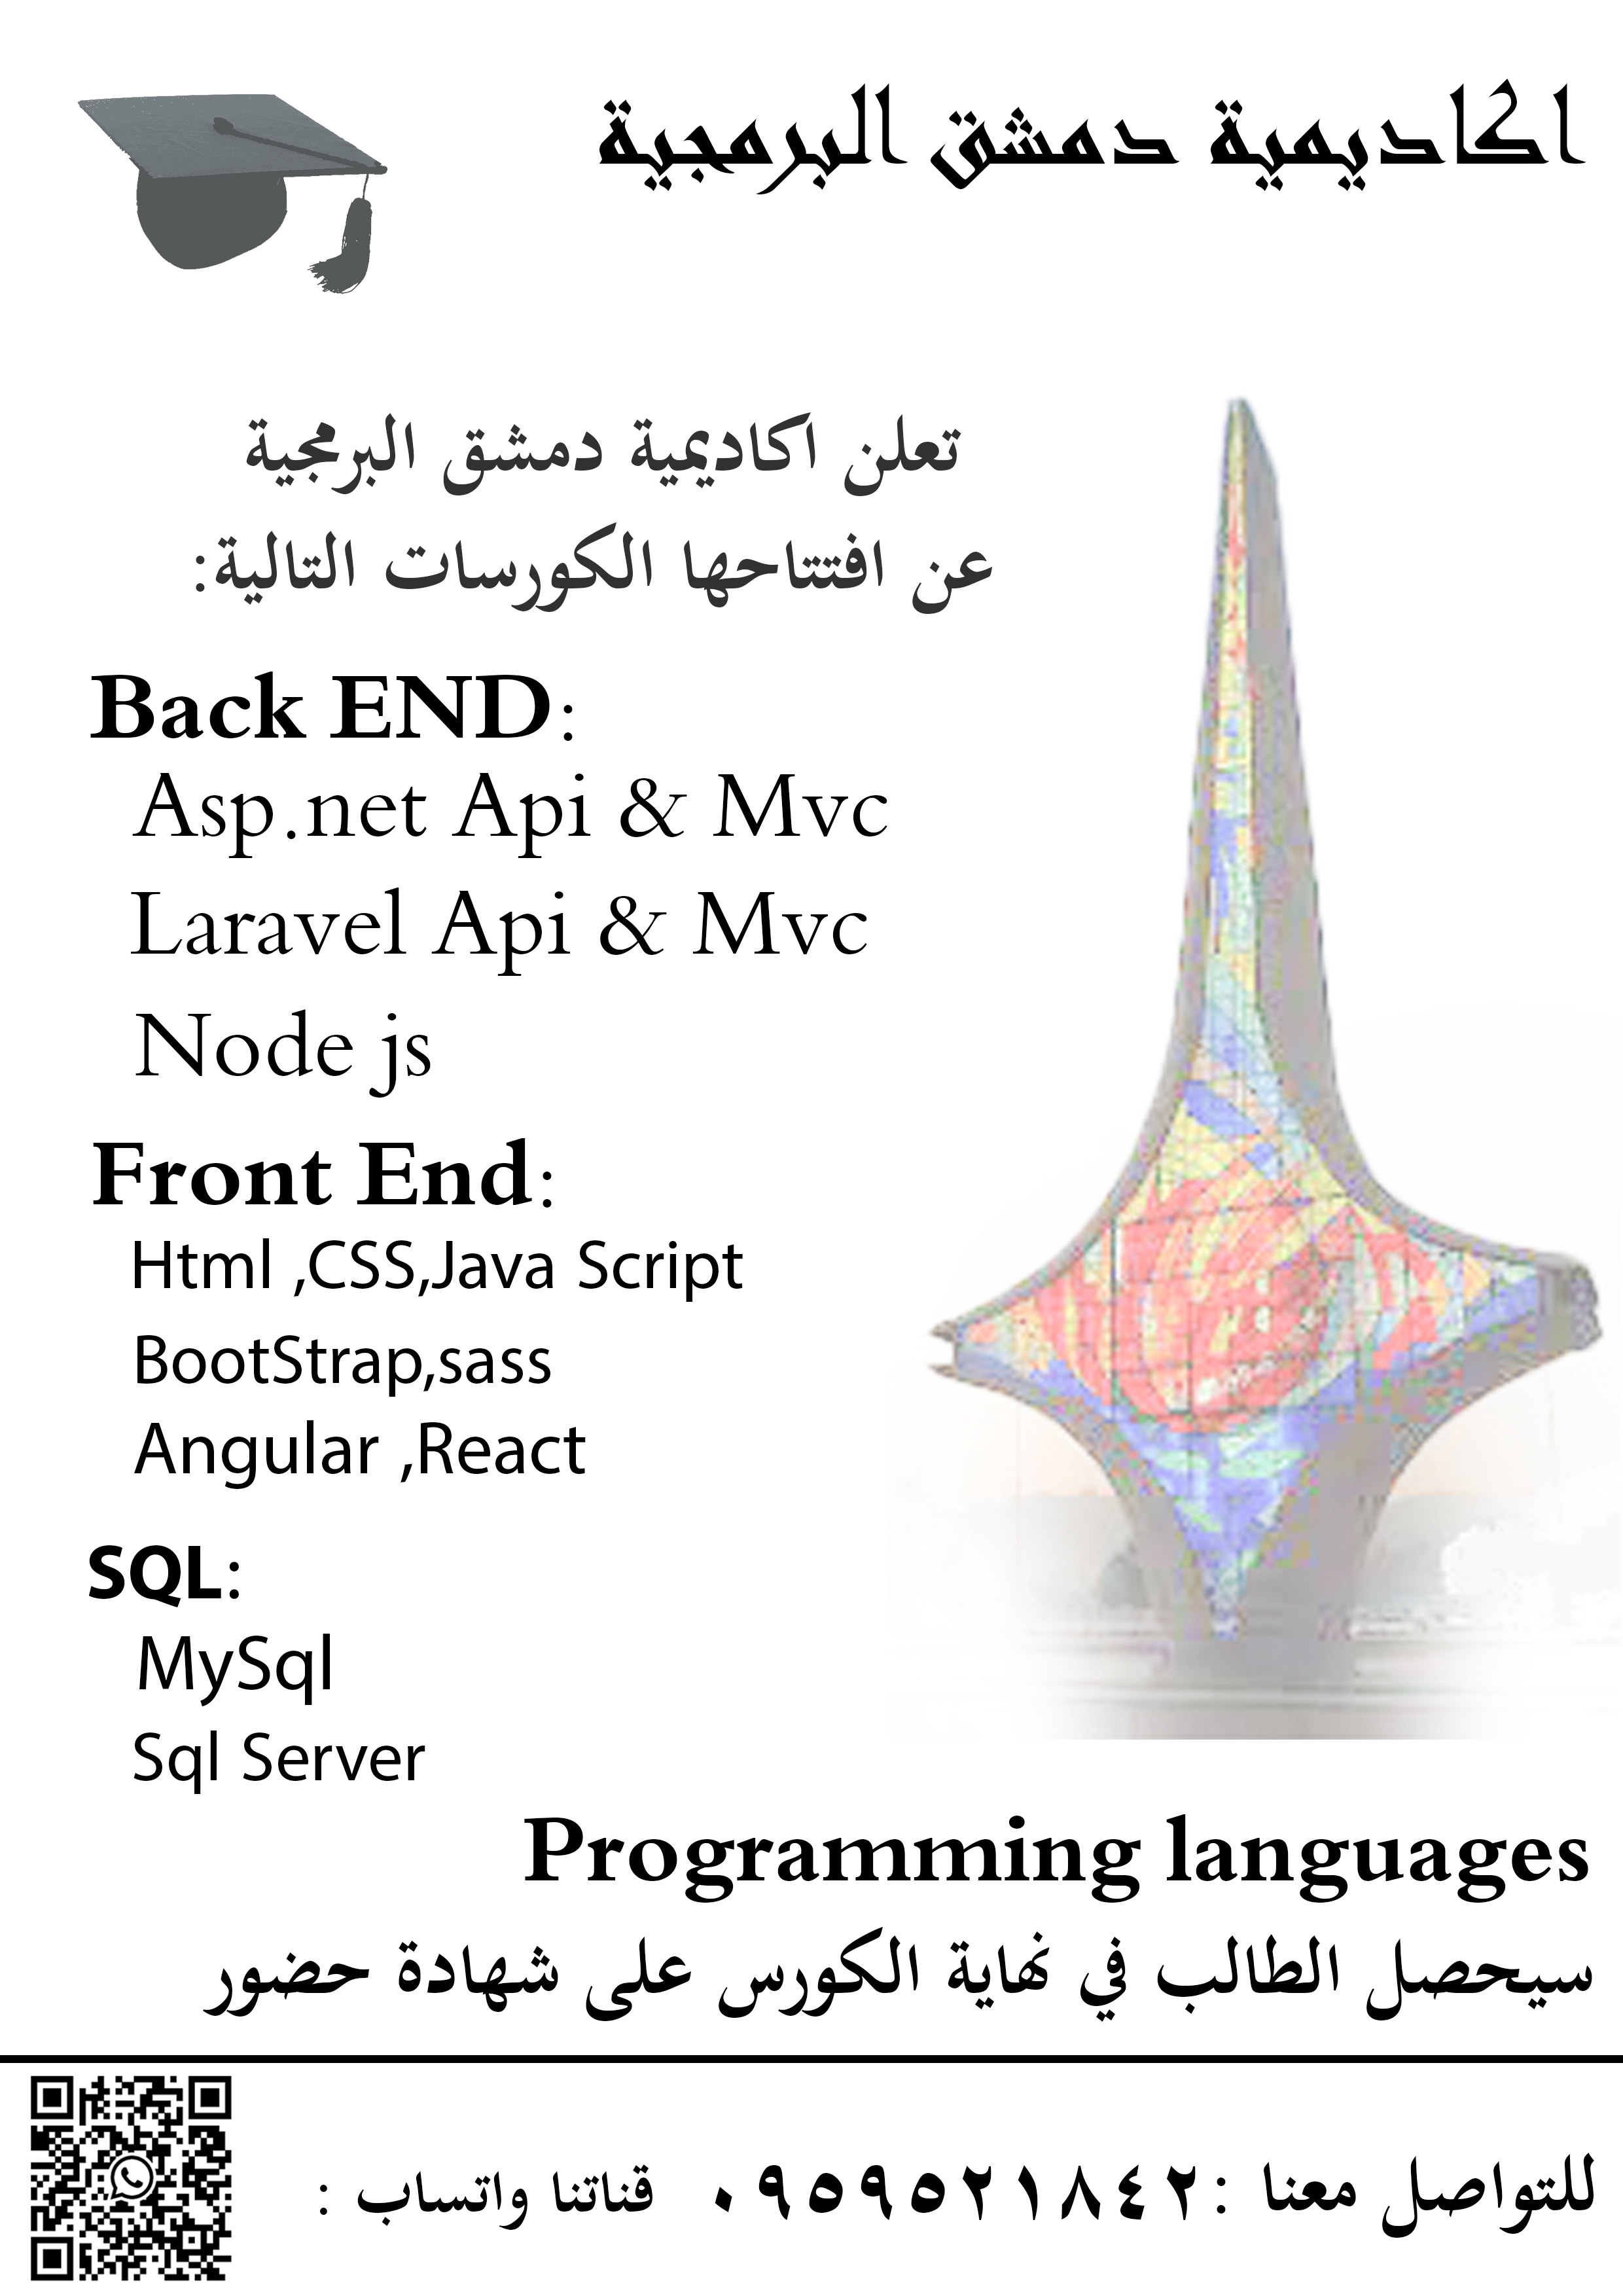 اكاديمية دمشق البرمجية
تعلن اكاديمية دمشق البرمجية
عن افتتاحها الكورسات التالية:
Back END:
Asp.net Api & Mvc
Laravel Api & Mvc
Node js
Front End:
Html ,CSS,Java Script
BootStrap,sass
Angular ,React
SQL:
MySql
Sql Server
Programming languages
سيحصل الطالب في نهاية الكورس على شهادة حضور
للتواصل معنا :٠٩٥٩٥٢١٨٤٢ قناتنا واتساب :